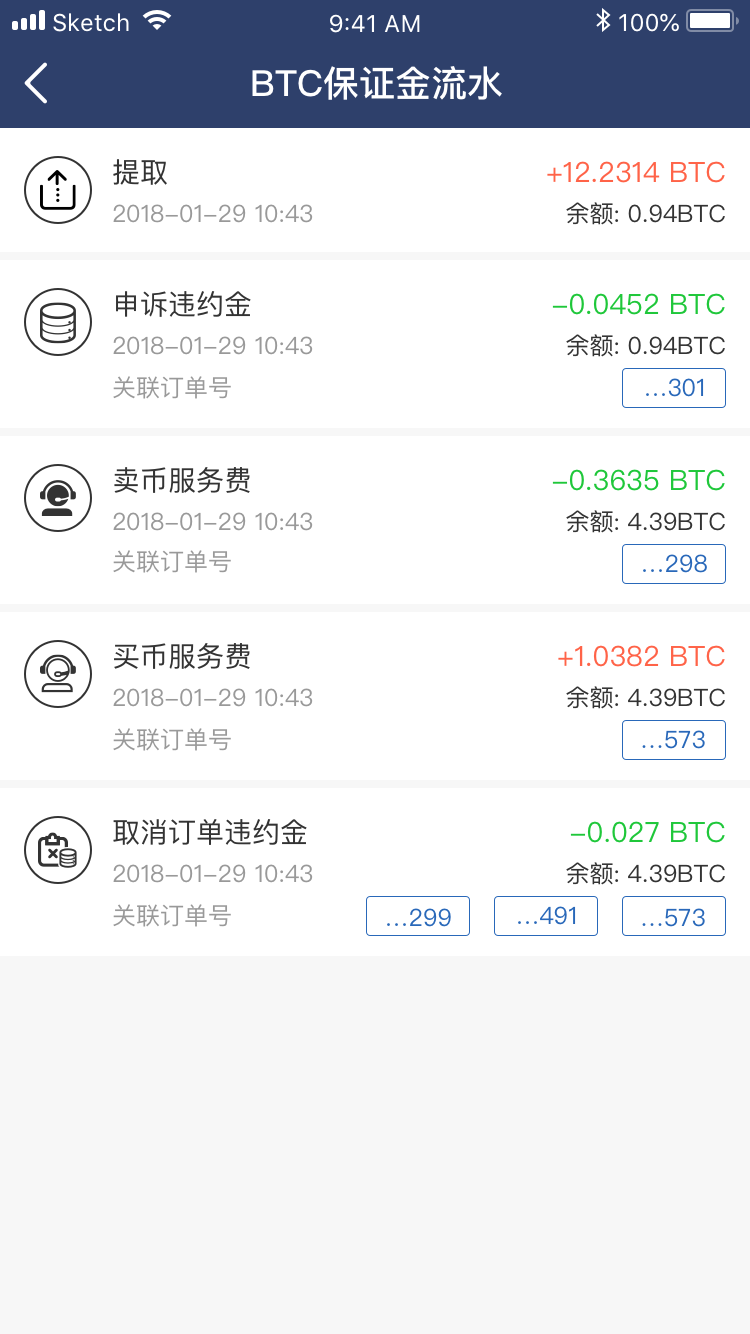 Sketch 9:41 AM 100%
BTC保证金流水
提取 +12.2314 BTC
2018-01-29 10:43 余额: 0.94BTC
申诉违约金 -0.0452 BTC
2018-01-29 10:43 余额: 0.94BTC
关联订单号 ...301
卖币服务费 -0.3635 BTC
2018-01-29 10:43 余额: 4.39BTC
关联订单号 ...298
买币服务费 +1.0382 BTC
2018-01-29 10:43 余额: 4.39BTC
关联订单号 ...573
取消订单违约金 -0.027 BTC
2018-01-29 10:43 余额: 4.39BTC
关联订单号 ...299 ...491 ...573